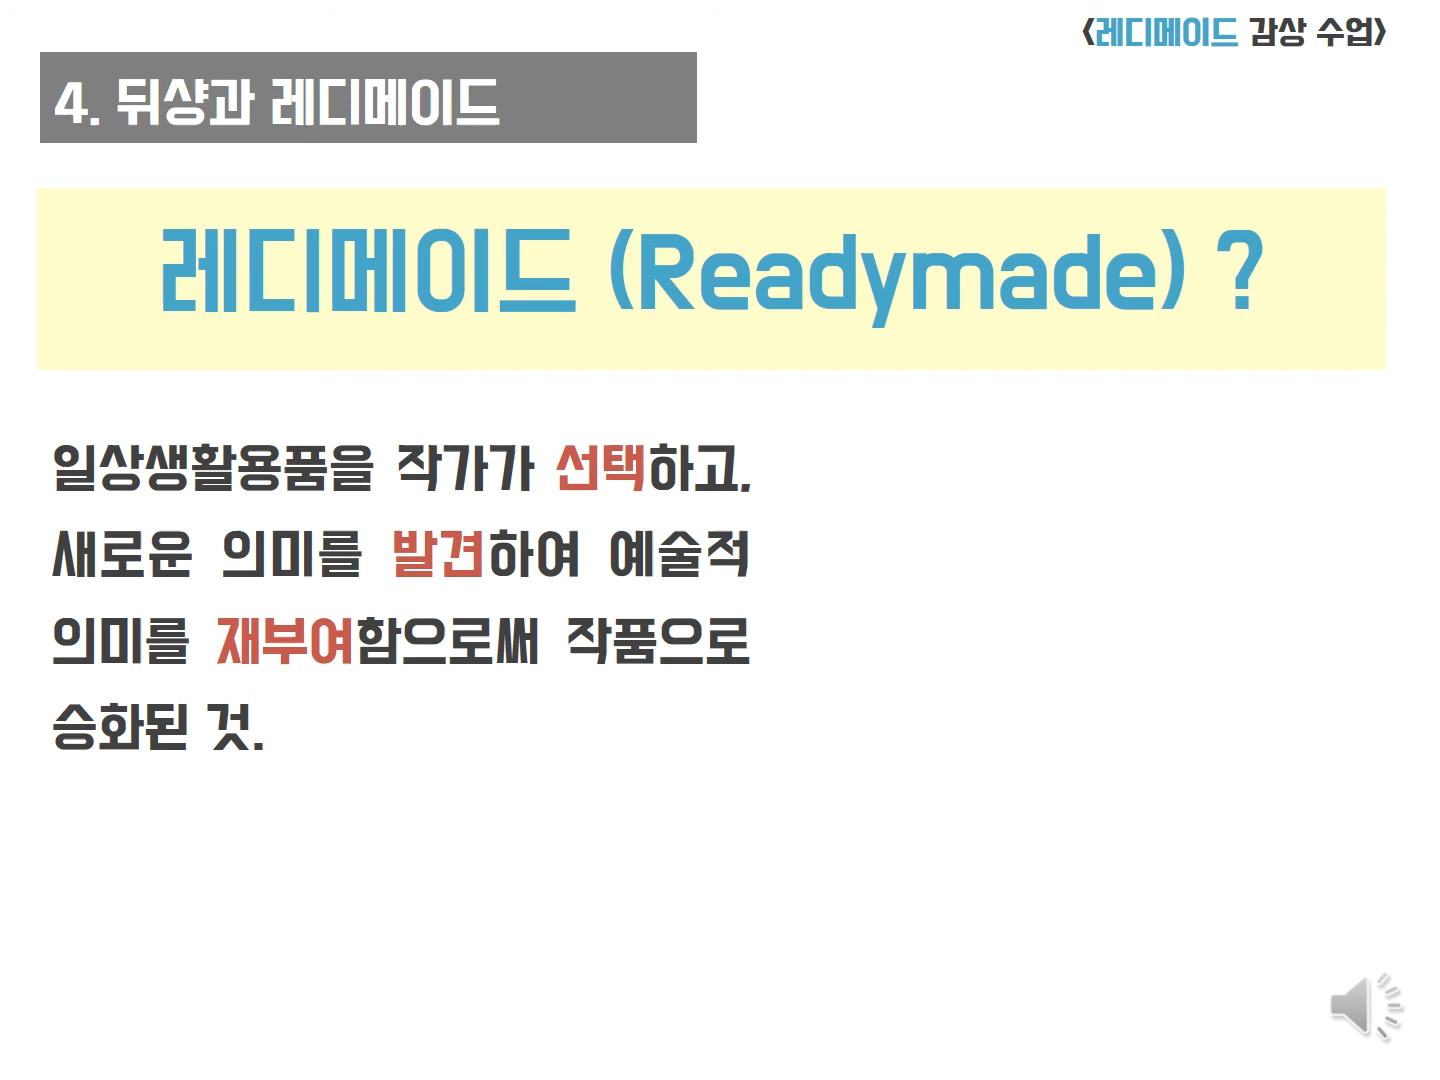 <레디메이드 감상 수업>
4. 뒤샹과 레디메이드
레디메이드 (Readymade) ?
일상생활용품을 작가가 선택하고,
새로운 의미를 발견하여 예술적
의미를 재부여함으로써 작품으로
승화된 것.